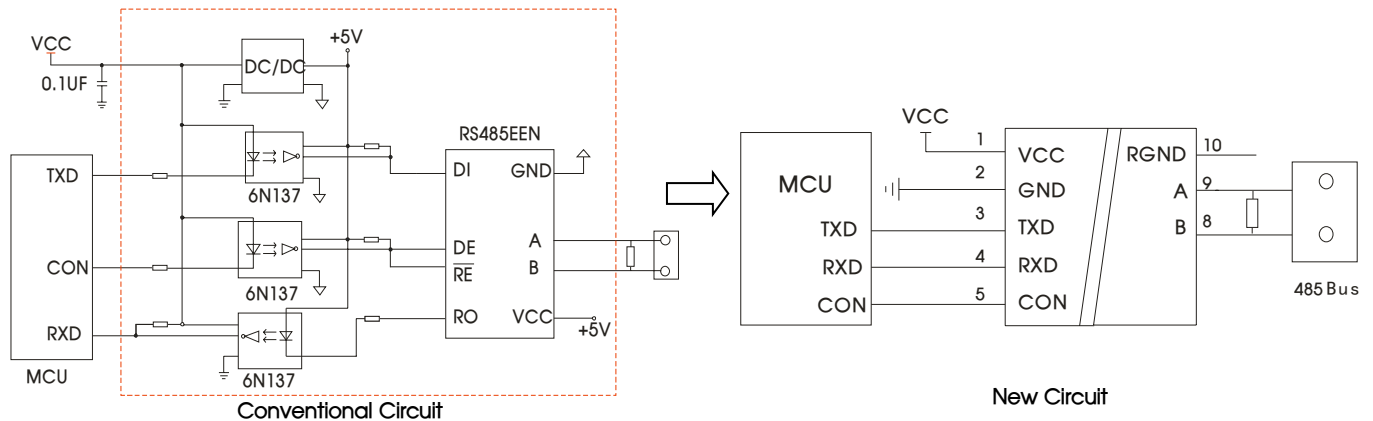 VCC
0.1UF
DC/DC
+5V
TXD
CON
RXD
MCU
6N137
6N137
6N137
RS485EEN
DI
DE
RE
RO
GND
A
B
VCC
+5V
Conventional Circuit
MCU
TXD
RXD
CON
VCC
1
2
3
4
5
VCC
GND
TXD
RXD
CON
RGND
A
B
10
9
8
485Bus
New Circuit